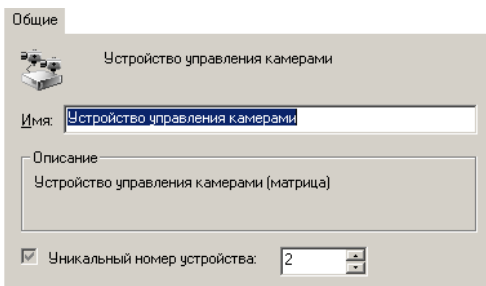 Общие
Устройство управления камерами
Имя: Устройство управления камерами
Описание
Устройство управления камерами (матрица)
Уникальный номер устройства: 2